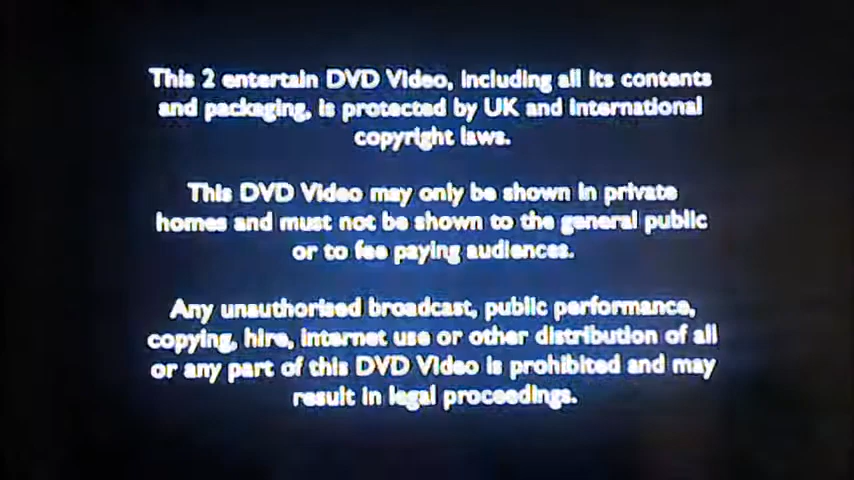 This 2 entertain DVD Video, including all its contents
and packaging, is protected by UK and international
copyright laws.
This DVD Video may only be shown in private
homes and must not be shown to the general public
or to fee paying audiences.
Any unauthorised broadcast, public performance,
copying, hire, internet use or other distribution of all
or any part of this DVD Video is prohibited and may
result in legal proceedings.